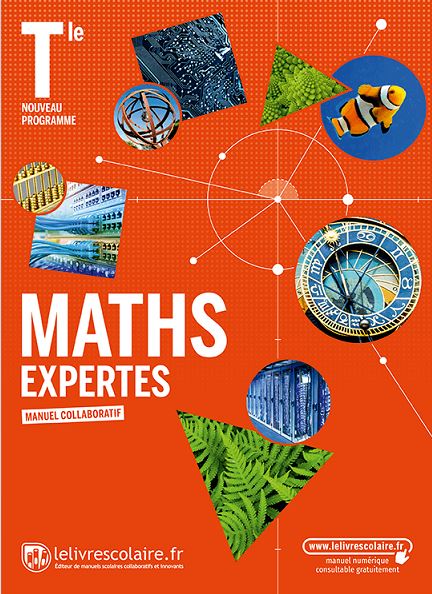 Tle
NOUVEAU
PROGRAMME
MATHS
EXPERTES
MANUEL COLLABORATIF
lelivrescolaire.fr
Éditeur de manuels scolaires collaboratifs et innovants
www.lelivrescolaire.fr
manuel numérique
consultable gratuitement